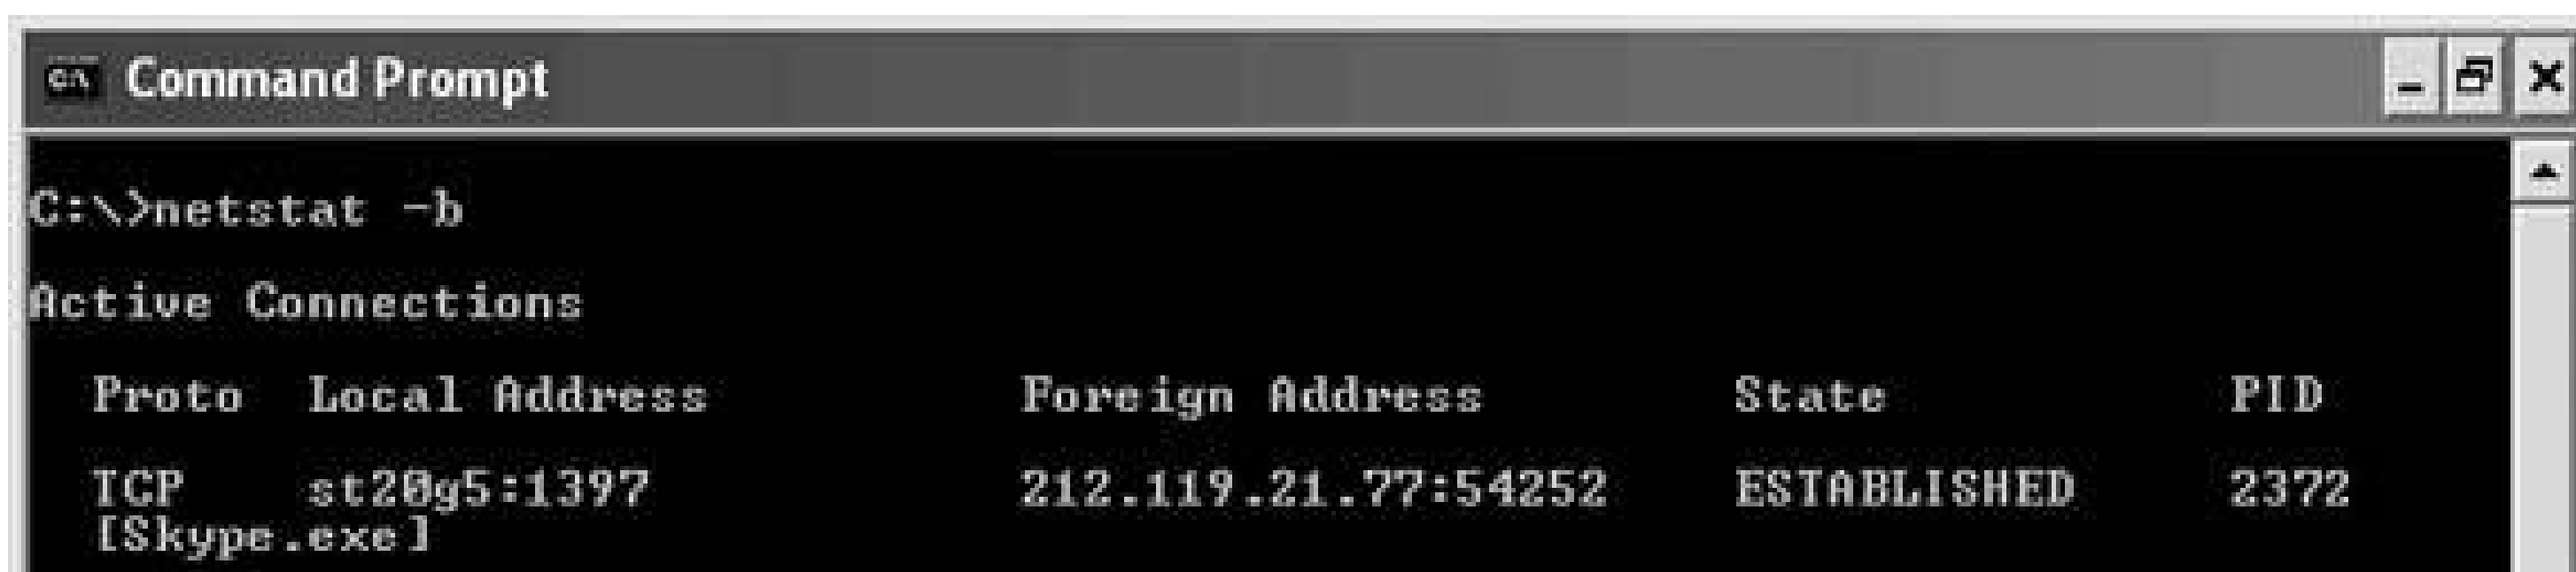 Command Prompt
C:\>netstat -b
Active Connections
Proto Local Address Foreign Address State PID
TCP st20g5:1397 212.119.21.77:54252 ESTABLISHED 2372
[Skype.exe]